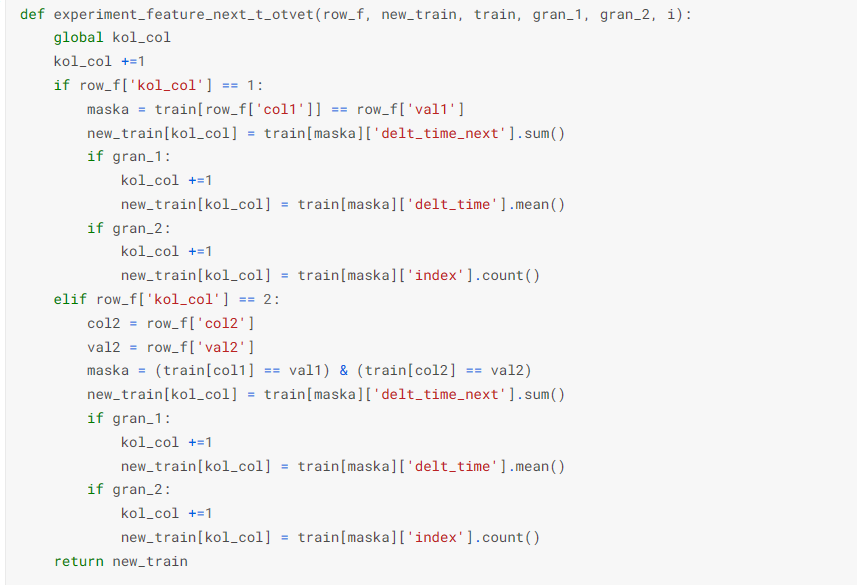 def experiment_feature_next_t_otvet(row_f, new_train, train, gran_1, gran_2, i):
    global kol_col
    kol_col +=1
    if row_f['kol_col'] == 1:
        maska = train[row_f['col1']] == row_f['val1']
        new_train[kol_col] = train[maska]['delt_time_next'].sum()
        if gran_1:
            kol_col +=1
            new_train[kol_col] = train[maska]['delt_time'].mean()
        if gran_2:
            kol_col +=1
            new_train[kol_col] = train[maska]['index'].count()
    elif row_f['kol_col'] == 2:
        col2 = row_f['col2']
        val2 = row_f['val2']
        maska = (train[col1] == val1) & (train[col2] == val2)
        new_train[kol_col] = train[maska]['delt_time_next'].sum()
        if gran_1:
            kol_col +=1
            new_train[kol_col] = train[maska]['delt_time'].mean()
        if gran_2:
            kol_col +=1
            new_train[kol_col] = train[maska]['index'].count()
    return new_train